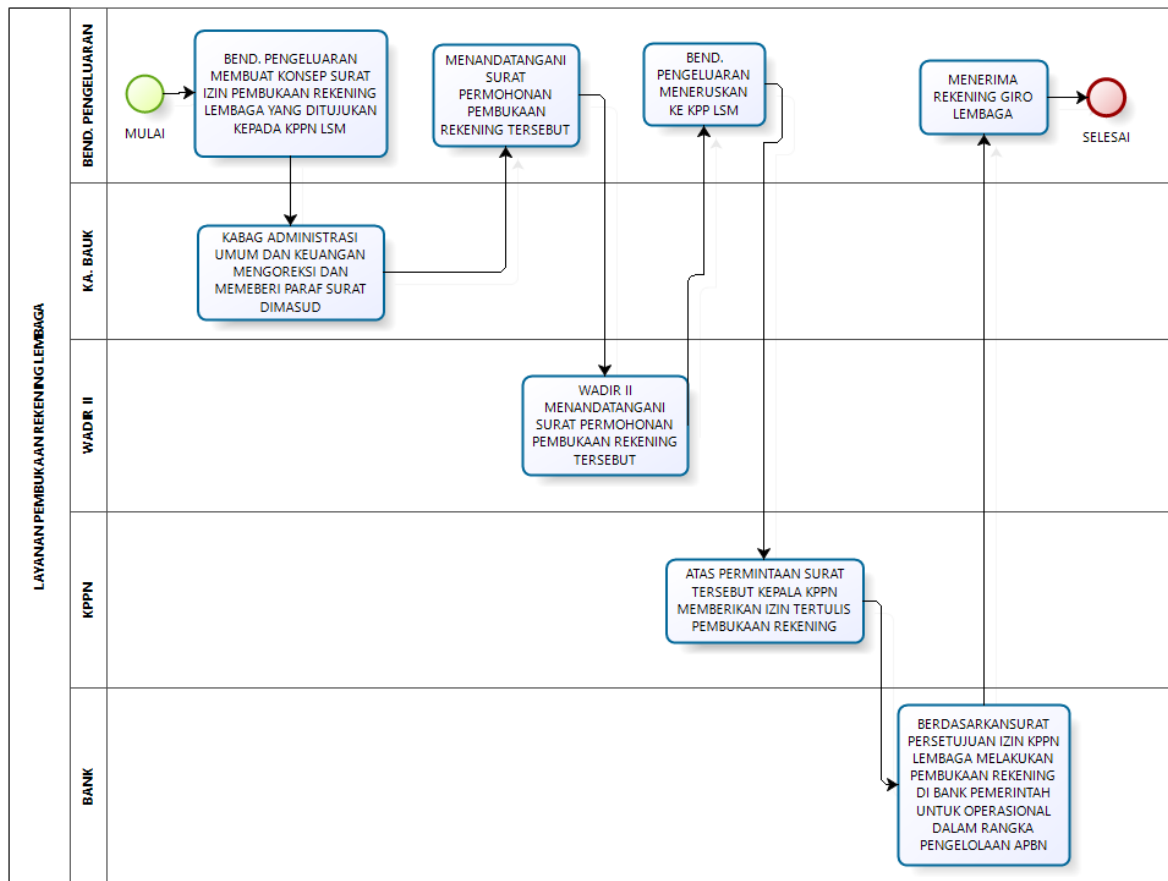 LAYANAN PEMBUKAAN REKENING LEMBAGA
BEND. PENGELUARAN
MULAI
BEND. PENGELUARAN
MEMBUAT KONSEP SURAT
IZIN PEMBUKAAN REKENING
LEMBAGA YANG DITUJUKAN
KEPADA KPPN LSM
MENANDATANGANI
SURAT
PERMOHONAN
PEMBUKAAN
REKENING TERSEBUT
BEND.
PENGELUARAN
MENERUSKAN
KE KPP LSM
MENERIMA
REKENING GIRO
LEMBAGA
SELESAI
KA. BAUK
KABAG ADMINISTRASI
UMUM DAN KEUANGAN
MENGOREKSI DAN
MEMEBERI PARAF SURAT
DIMASUD
WADIR II
WADIR II
MENANDATANGANI
SURAT PERMOHONAN
PEMBUKAAN REKENING
TERSEBUT
KPPN
ATAS PERMINTAAN SURAT
TERSEBUT KEPALA KPPN
MEMBERIKAN IZIN TERTULIS
PEMBUKAAN REKENING
BANK
BERDASARKANSURAT
PERSETUJUAN IZIN KPPN
LEMBAGA MELAKUKAN
PEMBUKAAN REKENING
DI BANK PEMERINTAH
UNTUK OPERASIONAL
DALAM RANGKA
PENGELOLAAN APBN